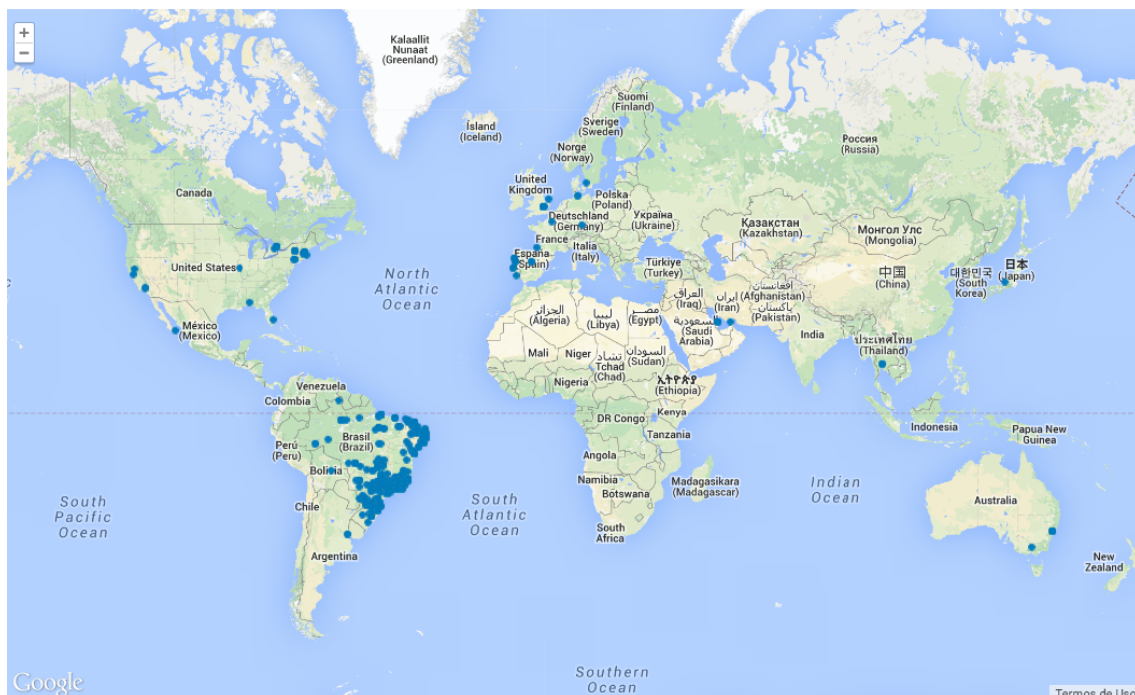 +
−
Kalaallit
Nunaat
(Greenland)
Ísland
(Iceland)
Suomi
(Finland)
Sverige
(Sweden)
Norge
(Norway)
Россия
(Russia)
United
Kingdom
Polska
(Poland)
Deutschland
(Germany)
Україна
(Ukraine)
France
Italia
(Italy)
España
(Spain)
Türkiye
(Turkey)
Қазақстан
(Kazakhstan)
Монгол Улс
(Mongolia)
中国
(China)
대한민국
(South
Korea)
日本
(Japan)
Canada
United States
North
Atlantic
Ocean
México
(Mexico)
الجزائر
(Algeria)
ليبيا
(Libya)
مصر
(Egypt)
العراق
(Iraq)
ایران
(Iran)
افغانستان
(Afghanistan)
پاکستان
(Pakistan)
السعودية
(Saudi
Arabia)
India
ประเทศไทย
(Thailand)
Mali
Niger
تشاد
Tchad
(Chad)
السودان
(Sudan)
Nigeria
ኢትዮጵያ
(Ethiopia)
Venezuela
Colombia
DR Congo
Kenya
Tanzania
Indonesia
Papua New
Guinea
Brasil
(Brazil)
Perú
(Peru)
Bolivia
Angola
Namibia
Botswana
Madagasikara
(Madagascar)
South
Africa
Indian
Ocean
Australia
South
Pacific
Ocean
Chile
South
Atlantic
Ocean
Argentina
New
Zealand
Southern
Ocean
Google
Termos de Uso